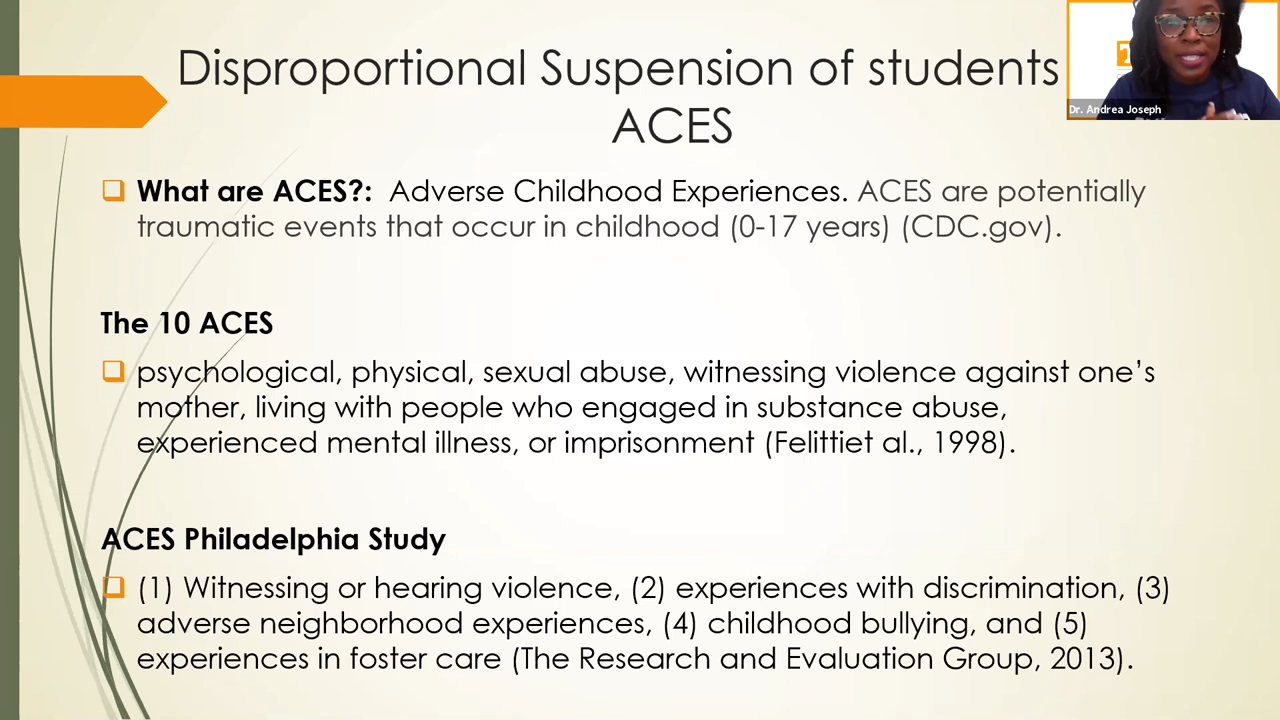 Disproportional Suspension of students
ACES
Dr. Andrea Joseph
What are ACES?: Adverse Childhood Experiences. ACES are potentially
traumatic events that occur in childhood (0-17 years) (CDC.gov).
The 10 ACES
psychological, physical, sexual abuse, witnessing violence against one's
mother, living with people who engaged in substance abuse,
experienced mental illness, or imprisonment (Felittiet al., 1998).
ACES Philadelphia Study
(1) Witnessing or hearing violence, (2) experiences with discrimination, (3)
adverse neighborhood experiences, (4) childhood bullying, and (5)
experiences in foster care (The Research and Evaluation Group, 2013).